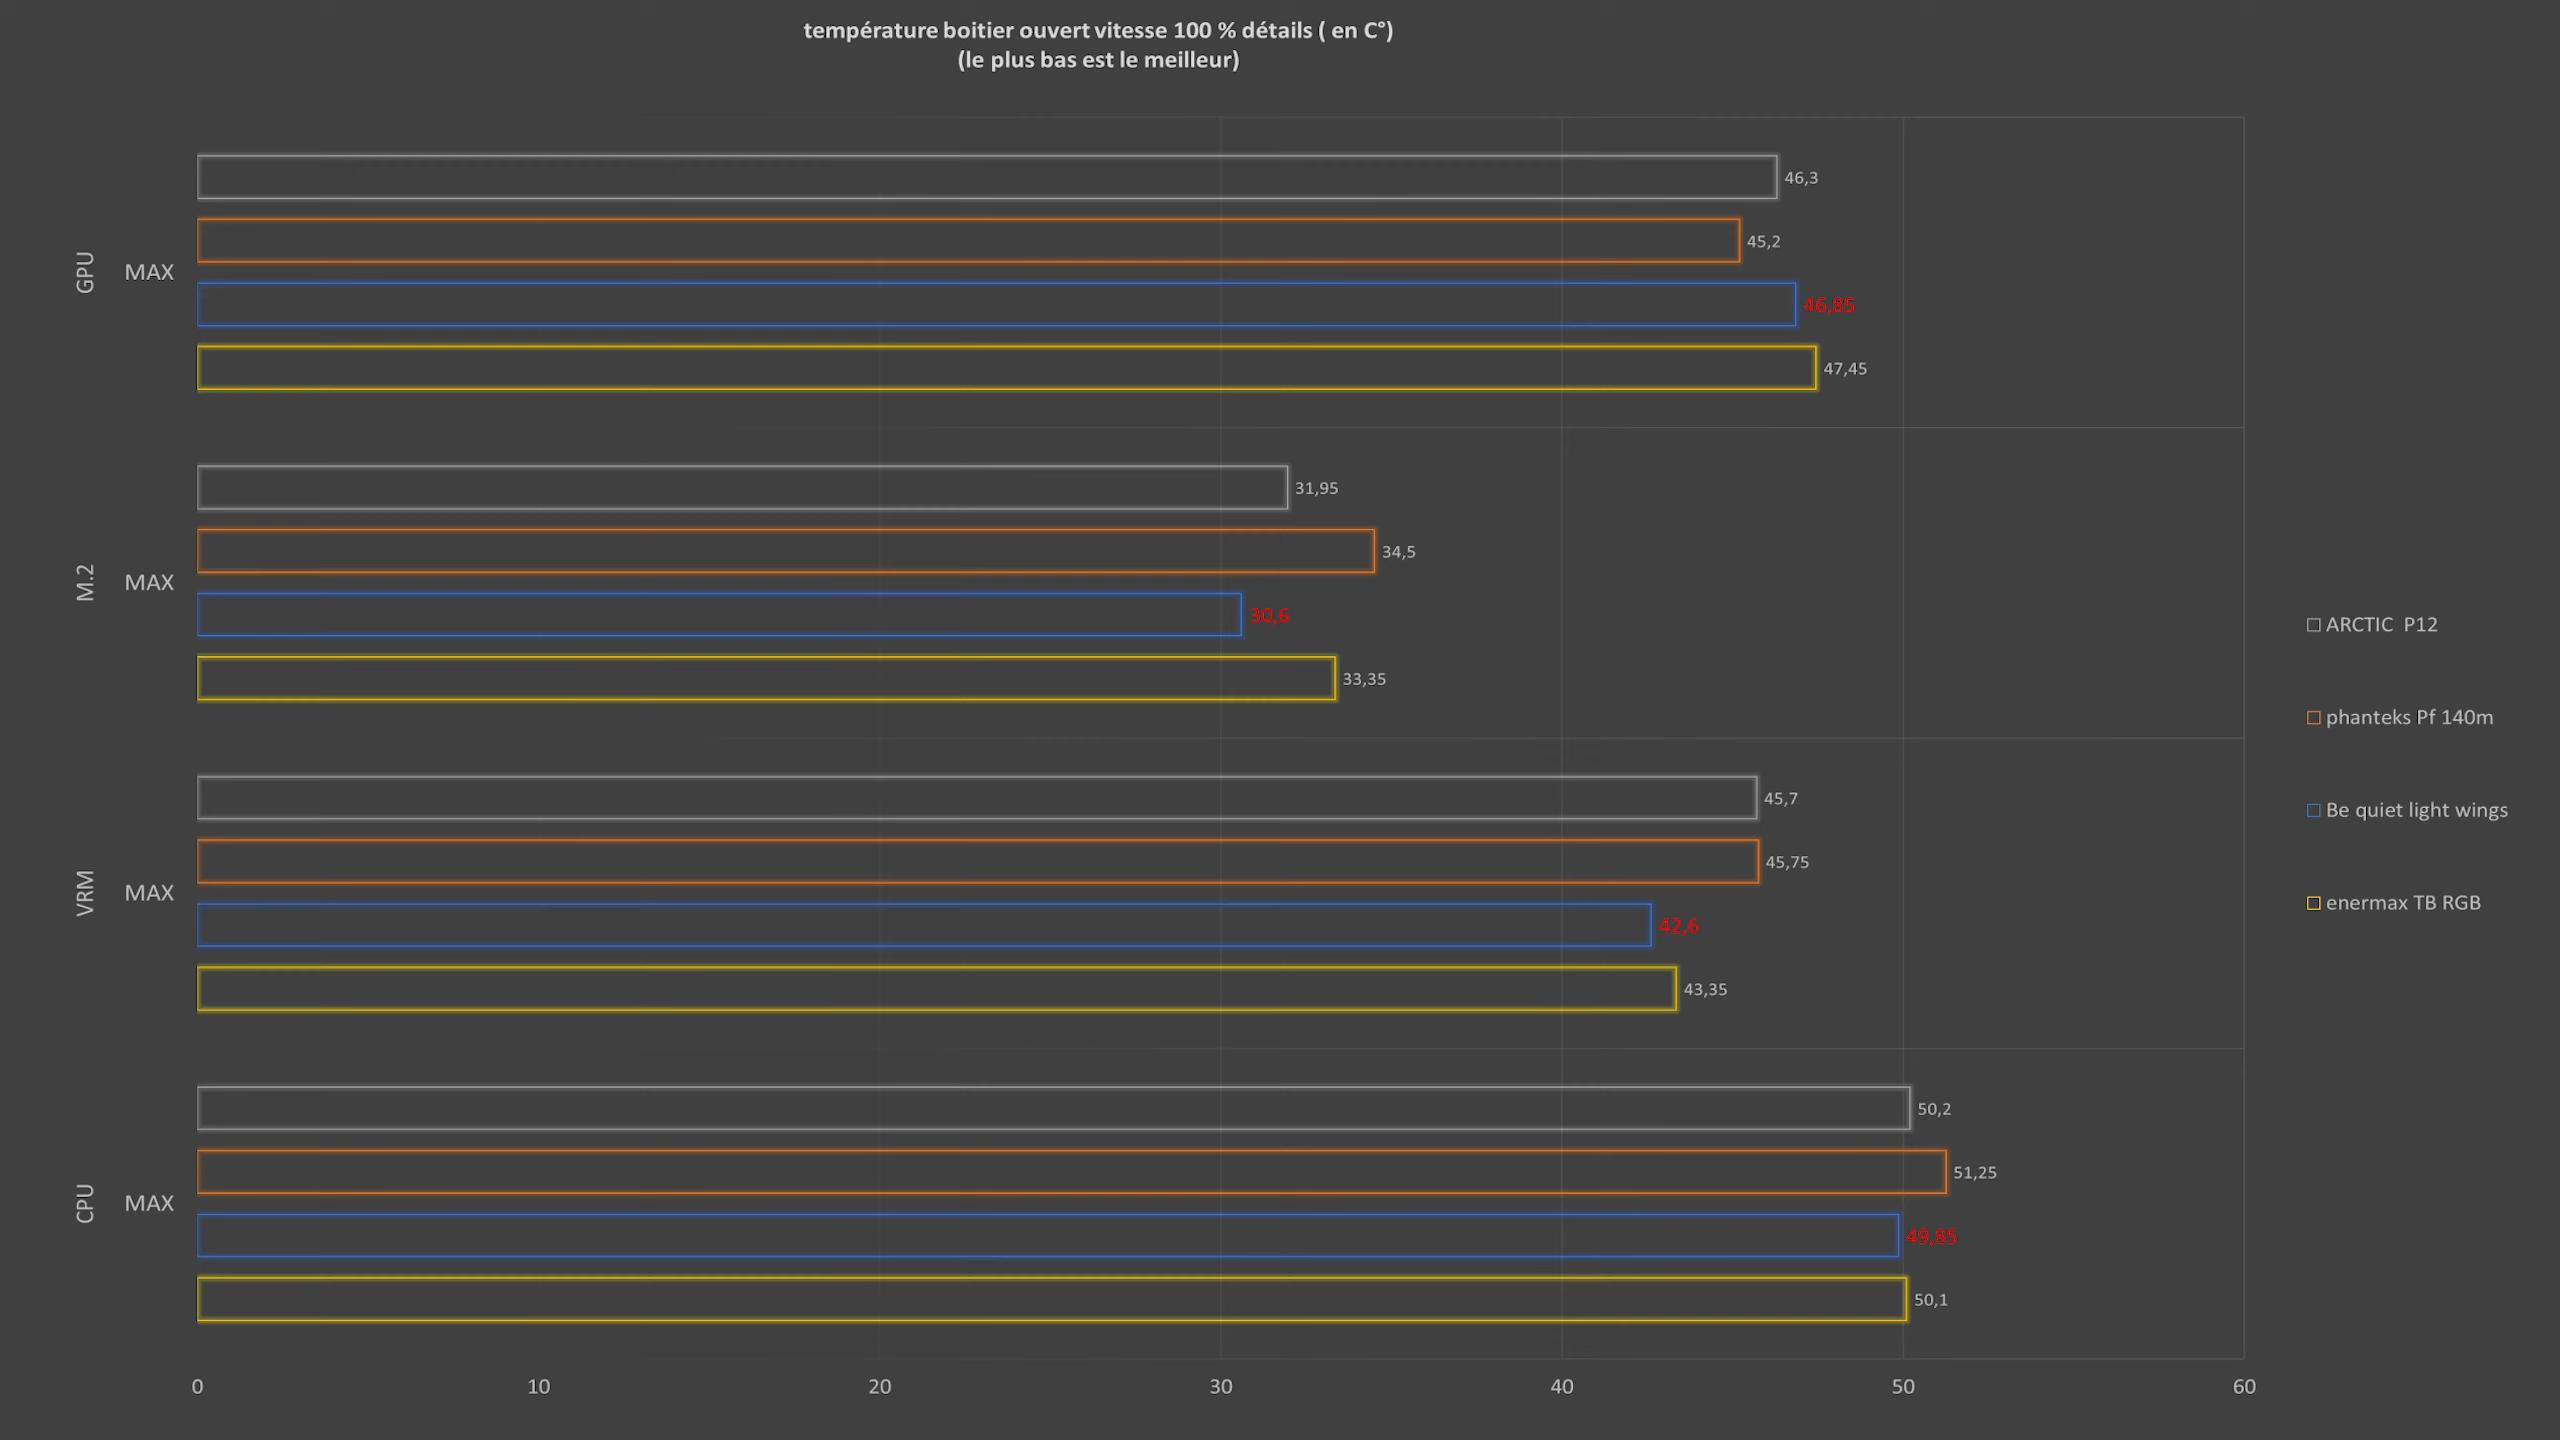 température boitier ouvert vitesse 100 % détails ( en C°)
(le plus bas est le meilleur)
GPU
MAX
46,3
45,2
46,85
47,45
M.2
MAX
31,95
34,5
30,6
33,35
VRM
MAX
45,7
45,75
42,6
43,35
CPU
MAX
50,2
51,25
49,85
50,1
0 10 20 30 40 50 60
ARCTIC  P12
phanteks Pf 140m
Be quiet light wings
enermax TB RGB